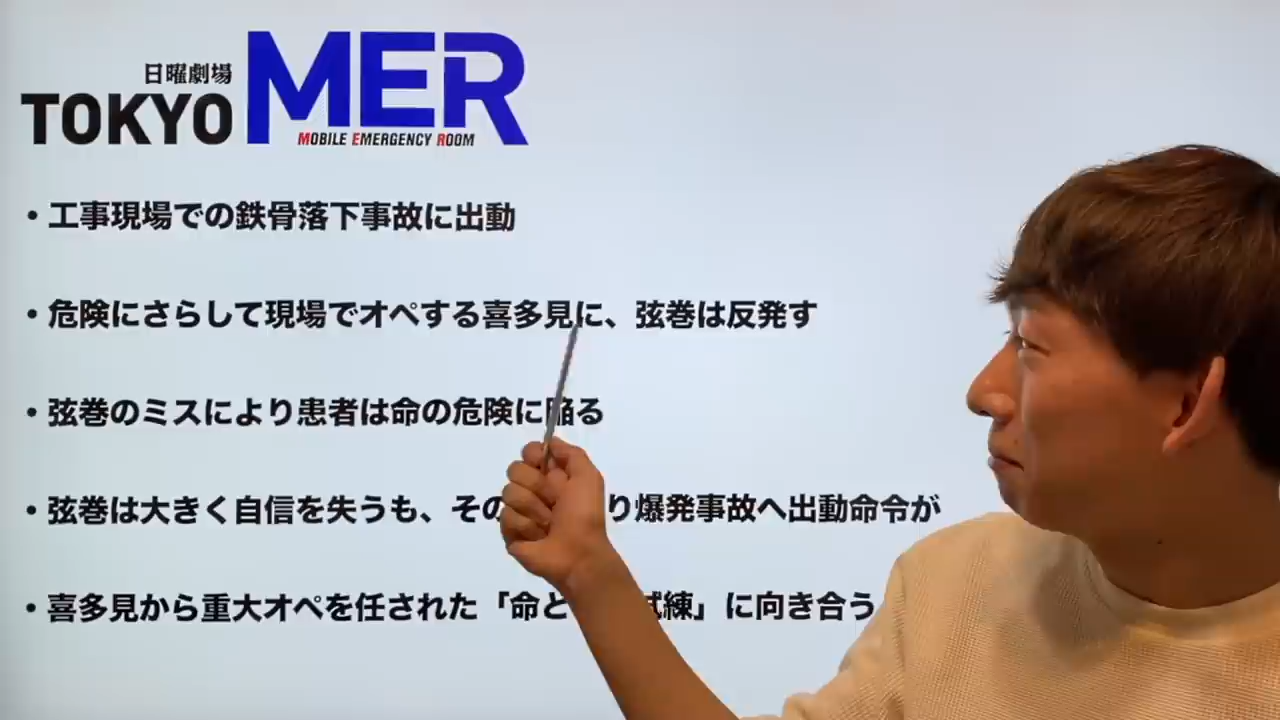 日曜劇場
TOKYO MER
MOBILE EMERGENCY ROOM
・工事現場での鉄骨落下事故に出動
・危険にさらして現場でオペする喜多見に、弦巻は反発す
・弦巻のミスにより患者は命の危険に陥る
・弦巻は大きく自信を失うも、その り爆発事故へ出動命令が
・喜多見から重大オペを任された「命と 試練」に向き合う